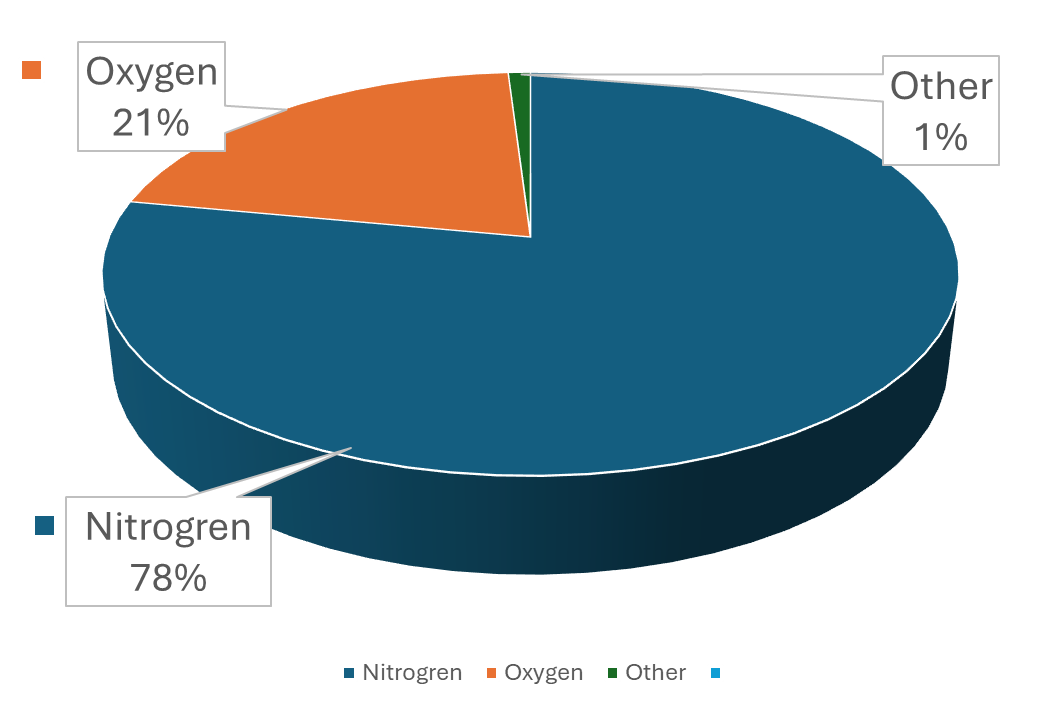 Oxygen
21%
Other
1%
Nitrogren
78%
Nitrogren Oxygen Other